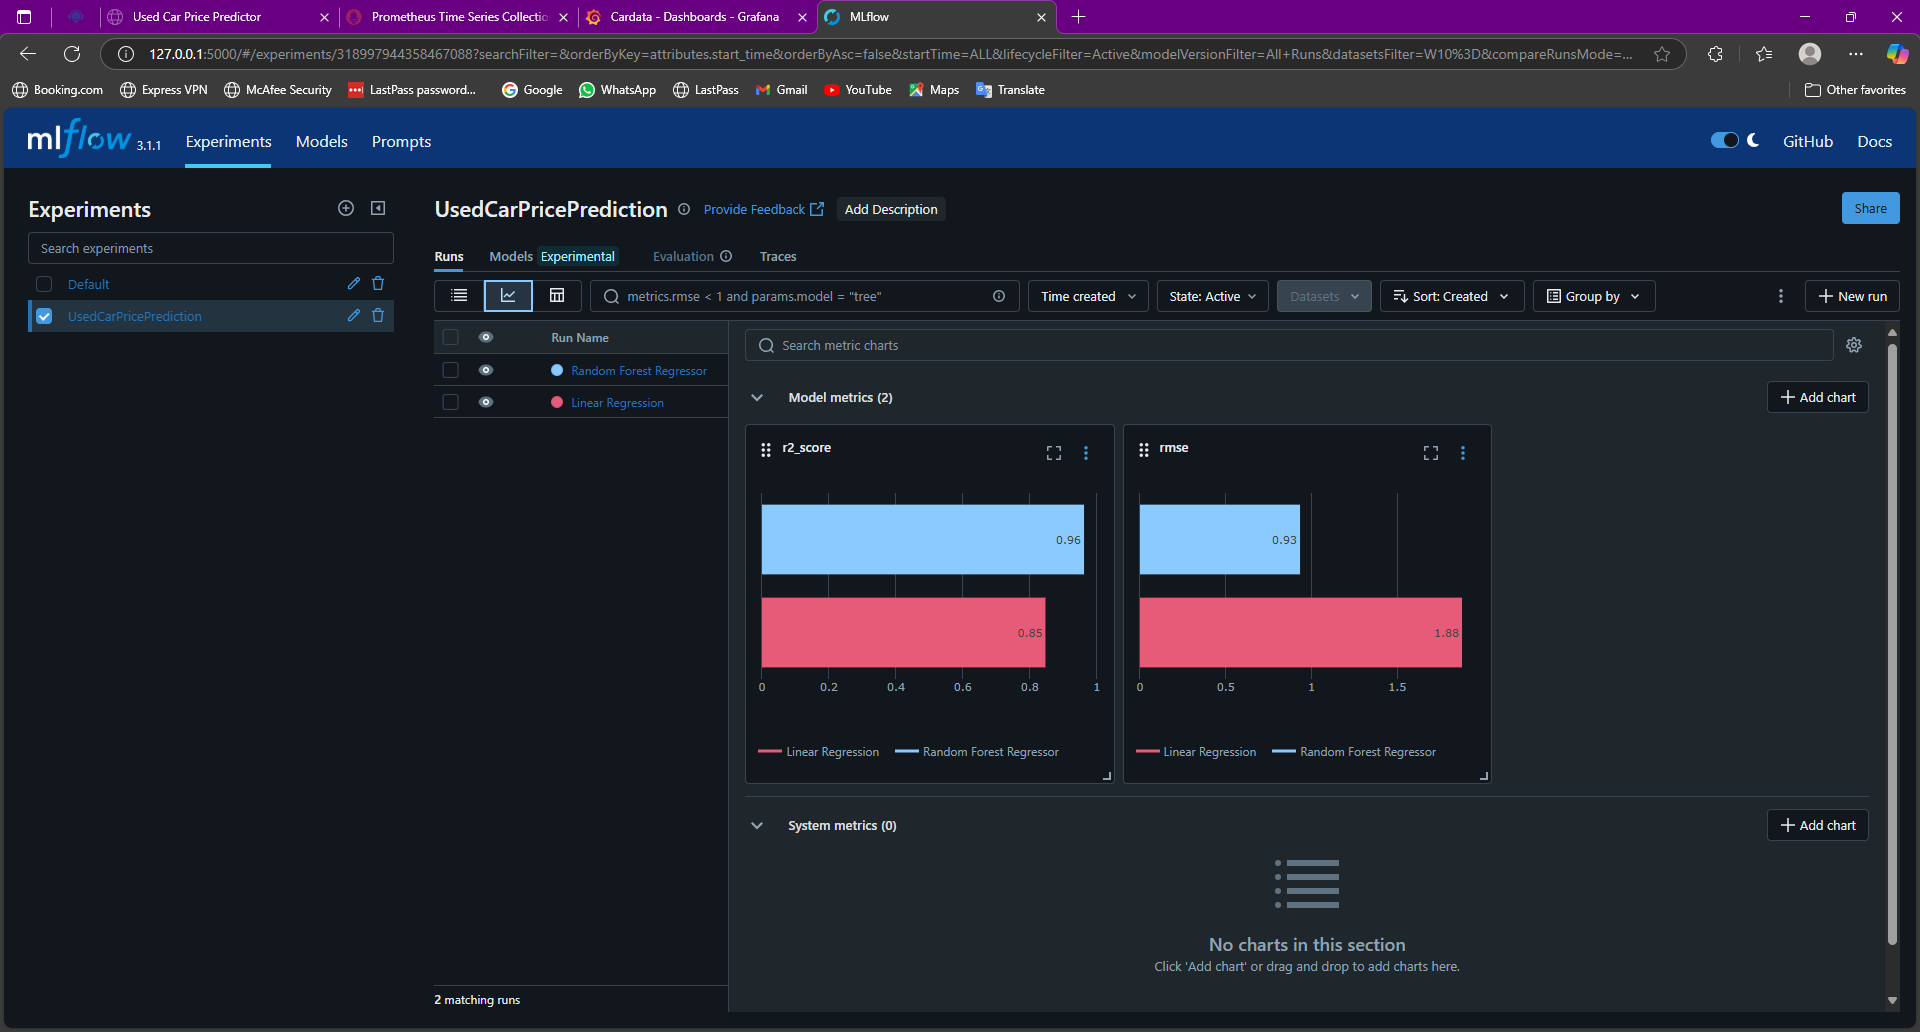 Used Car Price Predictor
Prometheus Time Series Collectio
Cardata - Dashboards - Grafana
MLflow
127.0.0.1:5000/#/experiments/318997944358467088?searchFilter=&orderByKey=attributes.start_time&orderByAsc=false&startTime=ALL&lifecycleFilter=Active&modelVersionFilter=All+Runs&datasetsFilter=W10%3D&compareRunsMode=...
Booking.com
Express VPN
McAfee Security
LastPass password...
Google
WhatsApp
LastPass
Gmail
YouTube
Maps
Translate
Other favorites
mlflow 3.1.1
Experiments
Models
Prompts
GitHub
Docs
Experiments
Search experiments
Default
UsedCarPricePrediction
UsedCarPricePrediction
Provide Feedback
Add Description
Share
Runs
Models
Experimental
Evaluation
Traces
metrics.rmse < 1 and params.model = "tree"
Time created
State: Active
Datasets
Sort: Created
Group by
New run
Run Name
Random Forest Regressor
Linear Regression
2 matching runs
Search metric charts
Model metrics (2)
Add chart
r2_score
0.96
0.85
0 0.2 0.4 0.6 0.8 1
Linear Regression Random Forest Regressor
rmse
0.93
1.88
0 0.5 1 1.5
Linear Regression Random Forest Regressor
System metrics (0)
Add chart
No charts in this section
Click 'Add chart' or drag and drop to add charts here.